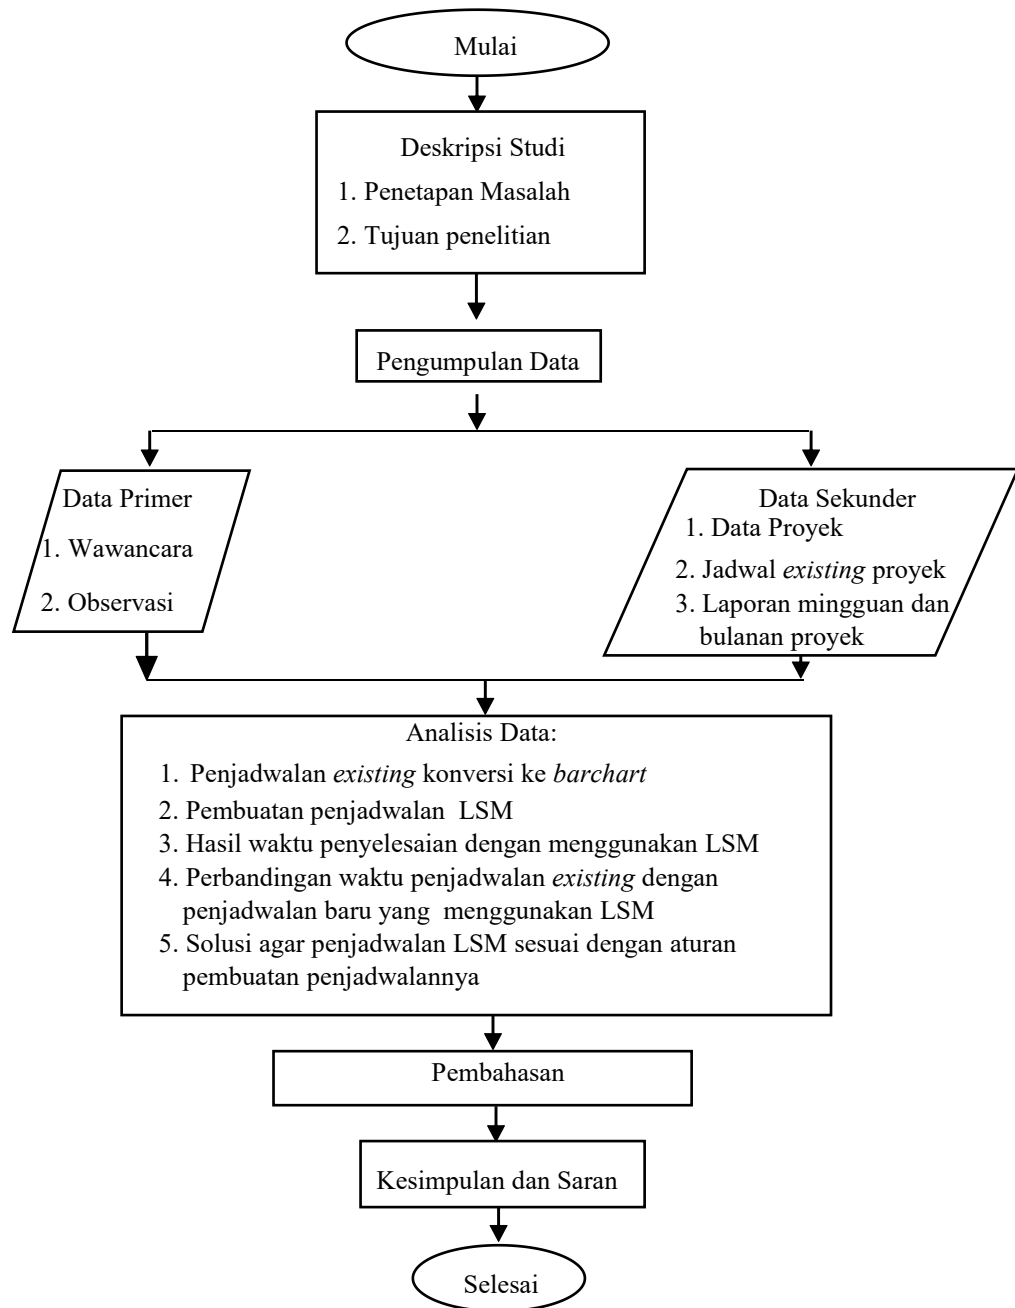 Mulai
Deskripsi Studi
1. Penetapan Masalah
2. Tujuan penelitian
Pengumpulan Data
Data Primer
1. Wawancara
2. Observasi
Data Sekunder
1. Data Proyek
2. Jadwal existing proyek
3. Laporan mingguan dan
bulanan proyek
Analisis Data:
1. Penjadwalan existing konversi ke barchart
2. Pembuatan penjadwalan LSM
3. Hasil waktu penyelesaian dengan menggunakan LSM
4. Perbandingan waktu penjadwalan existing dengan
penjadwalan baru yang menggunakan LSM
5. Solusi agar penjadwalan LSM sesuai dengan aturan
pembuatan penjadwalannya
Pembahasan
Kesimpulan dan Saran
Selesai